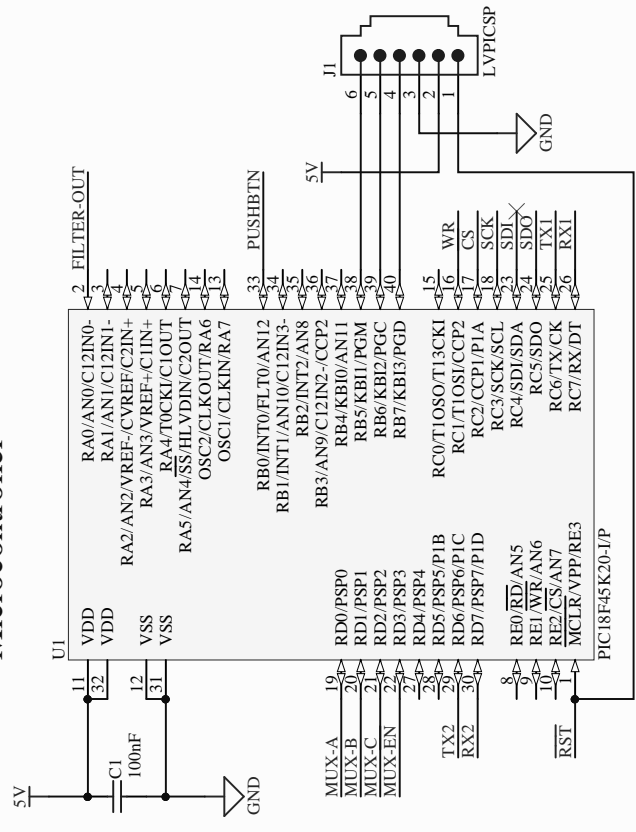 Microcontroller
5V
C1
100nF
GND
U1
11
VDD
32
VDD
12
VSS
31
VSS
MUX-A
19
RD0/PSP0
MUX-B
20
RD1/PSP1
MUX-C
21
RD2/PSP2
MUX-EN
22
RD3/PSP3
27
RD4/PSP4
28
RD5/PSP5/P1B
TX2
29
RD6/PSP6/P1C
RX2
30
RD7/PSP7/P1D
8
RE0/RD/AN5
9
RE1/WR/AN6
10
RE2/CS/AN7
RST
1
MCLR/VPP/RE3
PIC18F45K20-I/P
RA0/AN0/C12IN0-
2
FILTER-OUT
RA1/AN1/C12IN1-
3
RA2/AN2/VREF-/CVREF/C2IN+
4
RA3/AN3/VREF+/C1IN+
5
RA4/T0CKI/C1OUT
6
RA5/AN4/SS/HLVDIN/C2OUT
7
OSC2/CLKOUT/RA6
14
OSC1/CLKIN/RA7
13
RB0/INT0/FLT0/AN12
33
PUSHBTN
RB1/INT1/AN10/C12IN3-
34
RB2/INT2/AN8
35
RB3/AN9/C12IN2-/CCP2
36
RB4/KBI0/AN11
37
RB5/KBI1/PGM
38
RB6/KBI2/PGC
39
RB7/KBI3/PGD
40
RC0/T1OSO/T13CKI
15
RC1/T1OSI/CCP2
16
WR
RC2/CCP1/P1A
17
CS
RC3/SCK/SCL
18
SCK
RC4/SDI/SDA
23
SDI
RC5/SDO
24
SDO
RC6/TX/CK
25
TX1
RC7/RX/DT
26
RX1
5V
GND
J1
6
5
4
3
2
1
LVPICSP